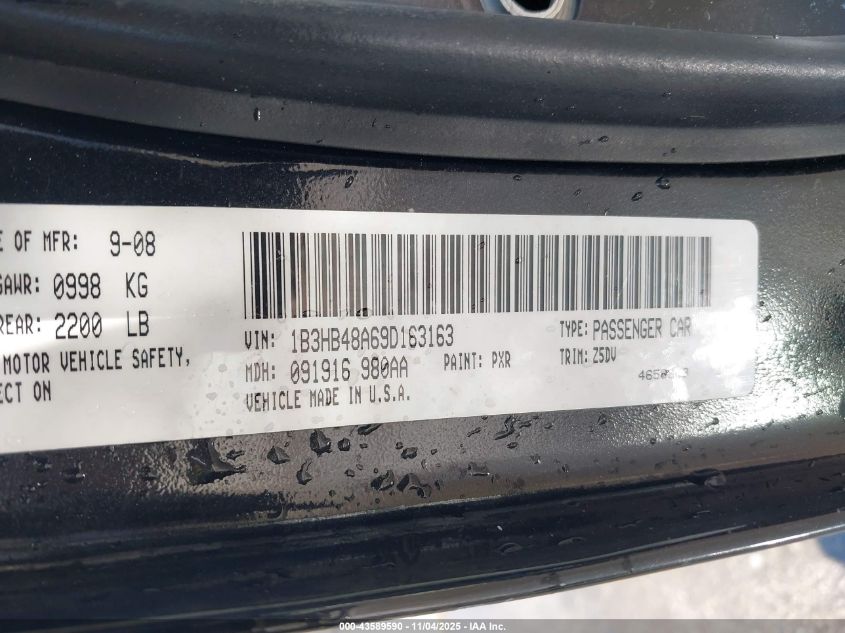 E OF MFR: 9-08
GAWR: 0998 KG
REAR: 2200 LB
MOTOR VEHICLE SAFETY,
ECT ON
VIN: 1B3HB48A69D163163
TYPE: PASSENGER CAR
MDH: 091916 980AA
PAINT: PXR
TRIM: Z5DV
VEHICLE MADE IN U.S.A.
000-43589590 - 11/04/2025 - IAA Inc.